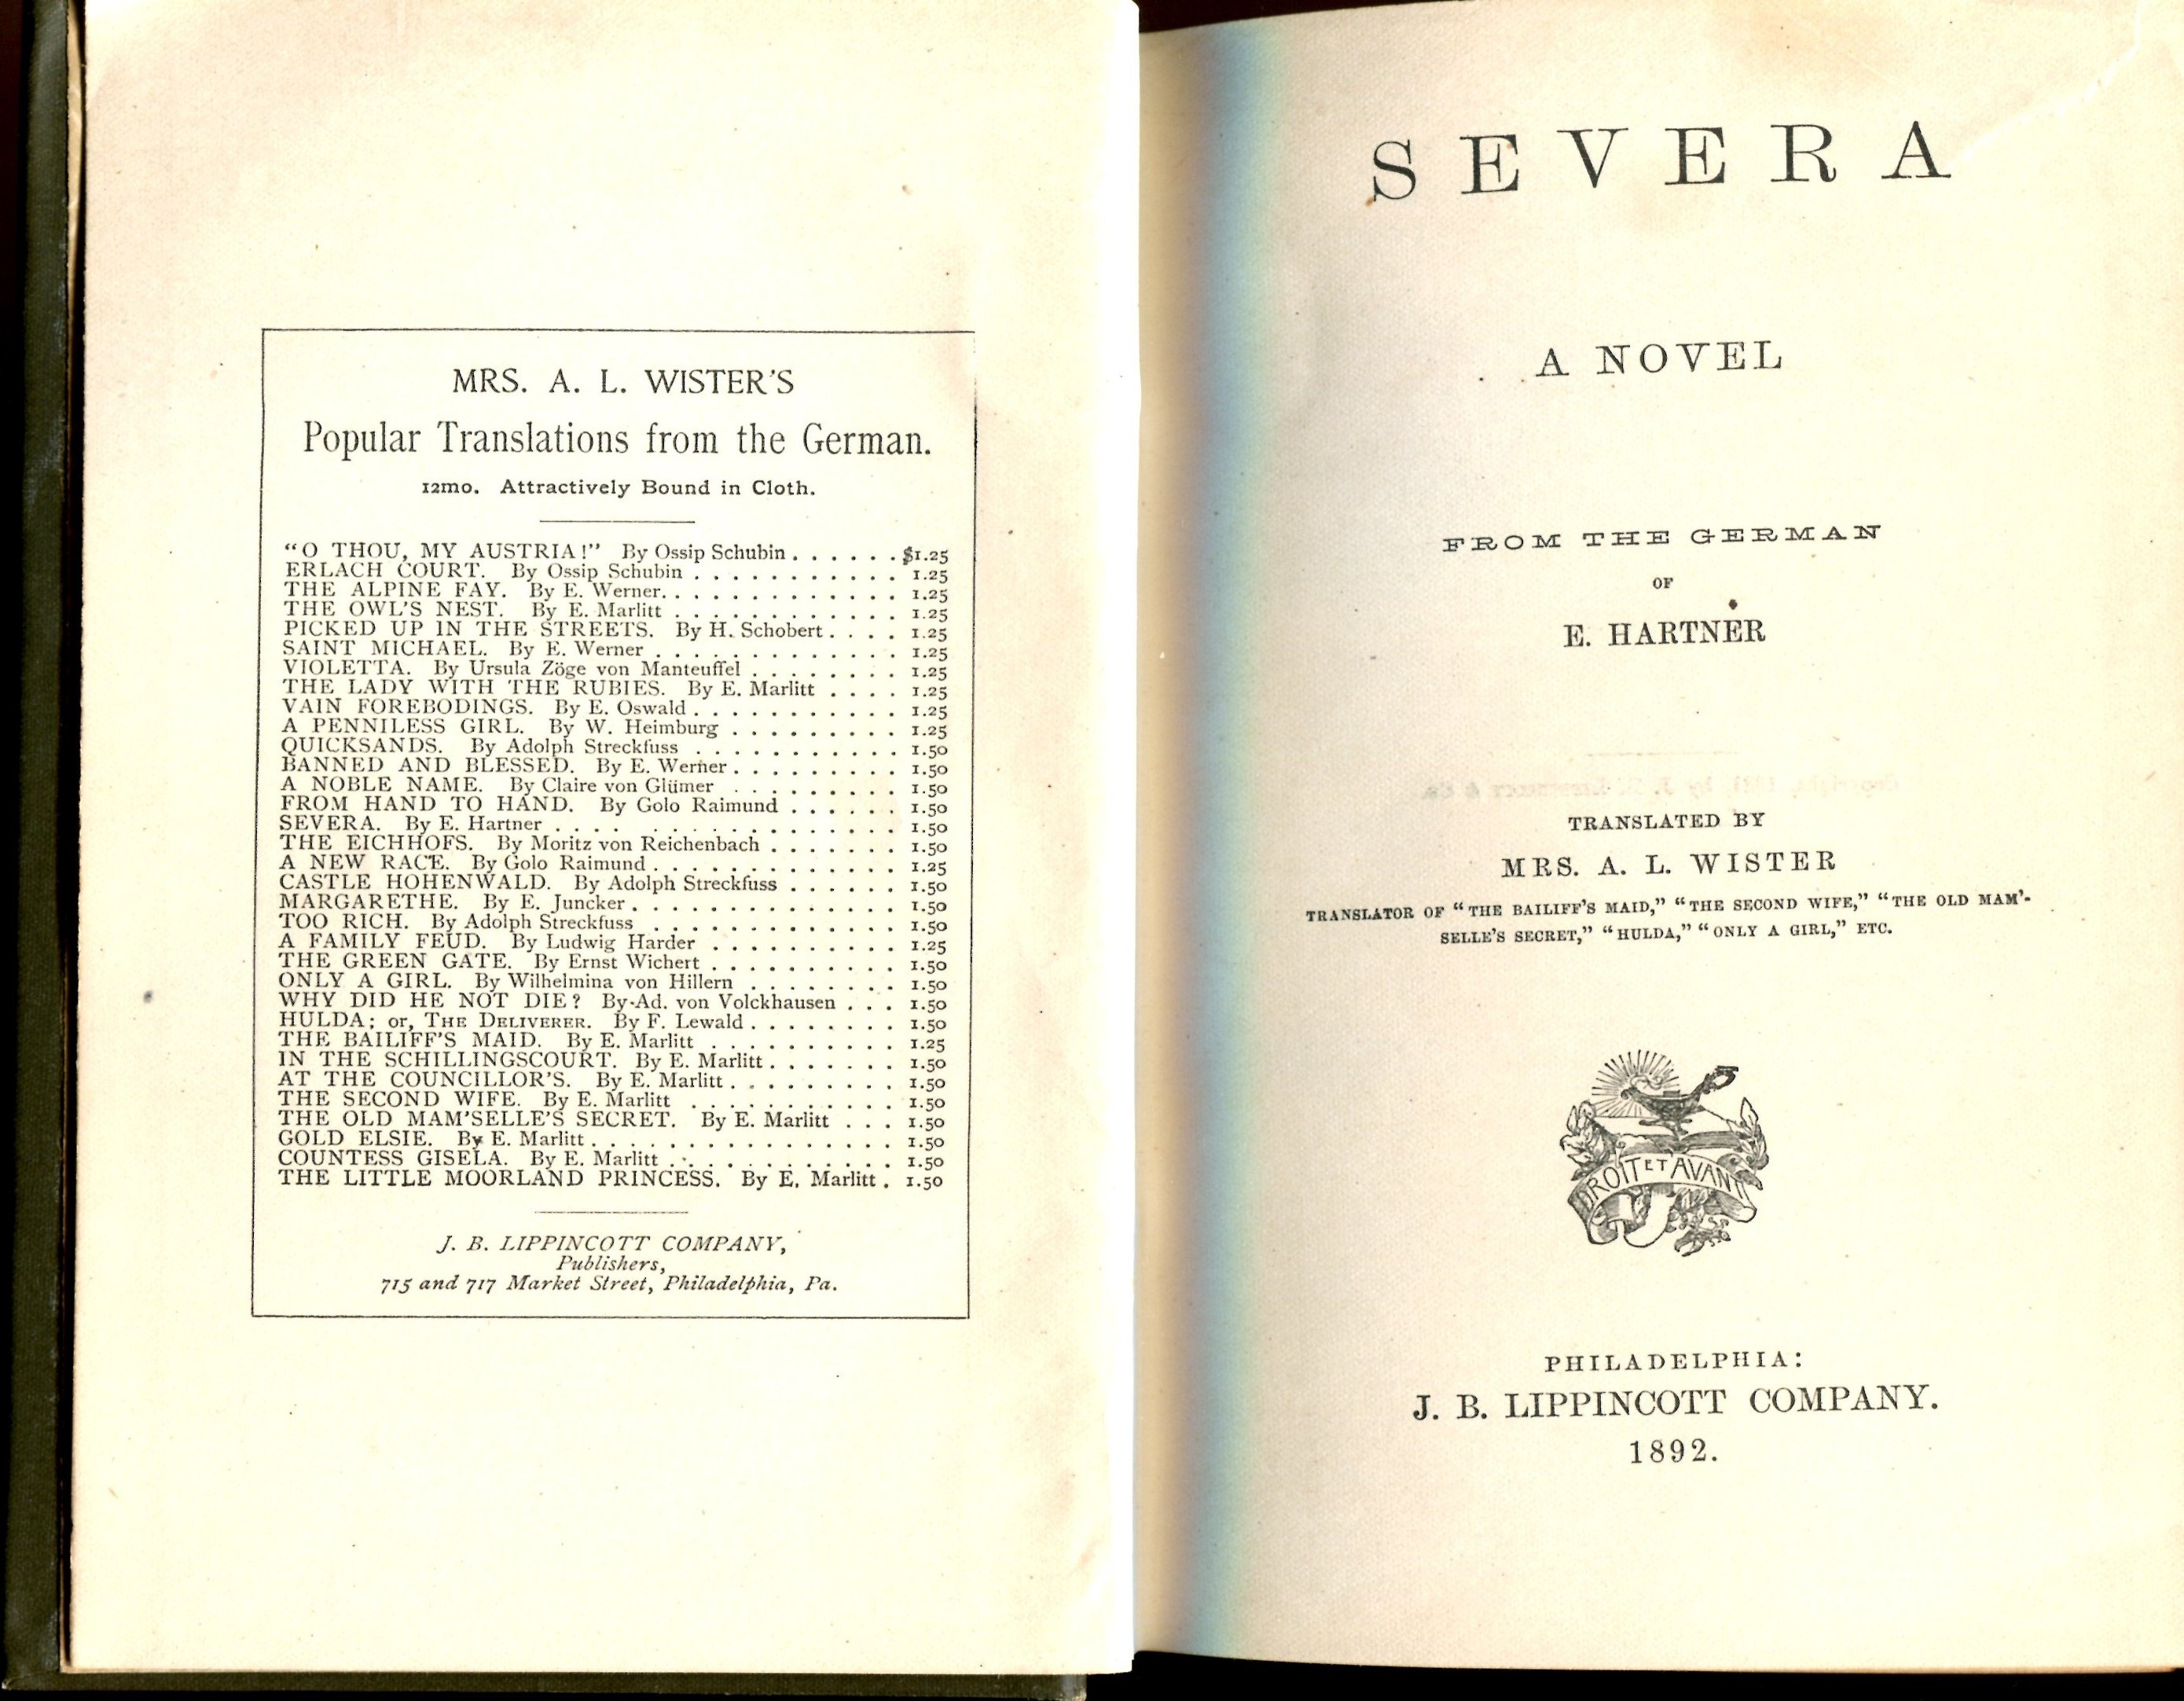 MRS. A. L. WISTER'S
Popular Translations from the German.
12mo. Attractively Bound in Cloth.
"O THOU, MY AUSTRIA!" By Ossip Schubin . . . . . . $1.25
ERLACH COURT. By Ossip Schubin . . . . . . . . . . . 1.25
THE ALPINE FAY. By E. Werner. . . . . . . . . . . . . 1.25
THE OWL'S NEST. By E. Marlitt . . . . . . . . . . . . 1.25
PICKED UP IN THE STREETS. By H. Schobert . . . . 1.25
SAINT MICHAEL. By E. Werner . . . . . . . . . . . . . 1.25
VIOLETTA. By Ursula Zöge von Manteuffel . . . . . . . . 1.25
THE LADY WITH THE RUBIES. By E. Marlitt . . . . 1.25
VAIN FOREBODINGS. By E. Oswald . . . . . . . . . . . 1.25
A PENNILESS GIRL. By W. Heimburg . . . . . . . . . 1.25
QUICKSANDS. By Adolph Streckfuss . . . . . . . . . . . 1.50
BANNED AND BLESSED. By E. Werner . . . . . . . . . 1.50
A NOBLE NAME. By Claire von Glümer . . . . . . . . . 1.50
FROM HAND TO HAND. By Golo Raimund . . . . . . 1.50
SEVERA. By E. Hartner . . . . . . . . . . . . . . . . . 1.50
THE EICHHOFS. By Moritz von Reichenbach . . . . . . . 1.50
A NEW RACE. By Golo Raimund . . . . . . . . . . . . . 1.25
CASTLE HOHENWALD. By Adolph Streckfuss . . . . . . 1.50
MARGARETHE. By E. Juncker . . . . . . . . . . . . . . 1.50
TOO RICH. By Adolph Streckfuss . . . . . . . . . . . . . 1.50
A FAMILY FEUD. By Ludwig Harder . . . . . . . . . . 1.25
THE GREEN GATE. By Ernst Wichert . . . . . . . . . . 1.50
ONLY A GIRL. By Wilhelmina von Hillern . . . . . . . . 1.50
WHY DID HE NOT DIE? By Ad. von Volckhausen . . . 1.50
HULDA; or, THE DELIVERER. By F. Lewald . . . . . . . . 1.50
THE BAILIFF'S MAID. By E. Marlitt . . . . . . . . . . 1.25
IN THE SCHILLINGSCOURT. By E. Marlitt . . . . . . . 1.50
AT THE COUNCILLOR'S. By E. Marlitt . . . . . . . . . 1.50
THE SECOND WIFE. By E. Marlitt . . . . . . . . . . . 1.50
THE OLD MAM'SELLE'S SECRET. By E. Marlitt . . . 1.50
GOLD ELSIE. By E. Marlitt . . . . . . . . . . . . . . . . 1.50
COUNTESS GISELA. By E. Marlitt . . . . . . . . . . . . 1.50
THE LITTLE MOORLAND PRINCESS. By E. Marlitt . 1.50
J. B. LIPPINCOTT COMPANY,
Publishers,
715 and 717 Market Street, Philadelphia, Pa.
SEVERA
A NOVEL
FROM THE GERMAN
OF
E. HARTNER
TRANSLATED BY
MRS. A. L. WISTER
TRANSLATOR OF "THE BAILIFF'S MAID," "THE SECOND WIFE," "THE OLD MAM'-
SELLE'S SECRET," "HULDA," "ONLY A GIRL," ETC.
DROIT ET AVANT
PHILADELPHIA:
J. B. LIPPINCOTT COMPANY.
1892.